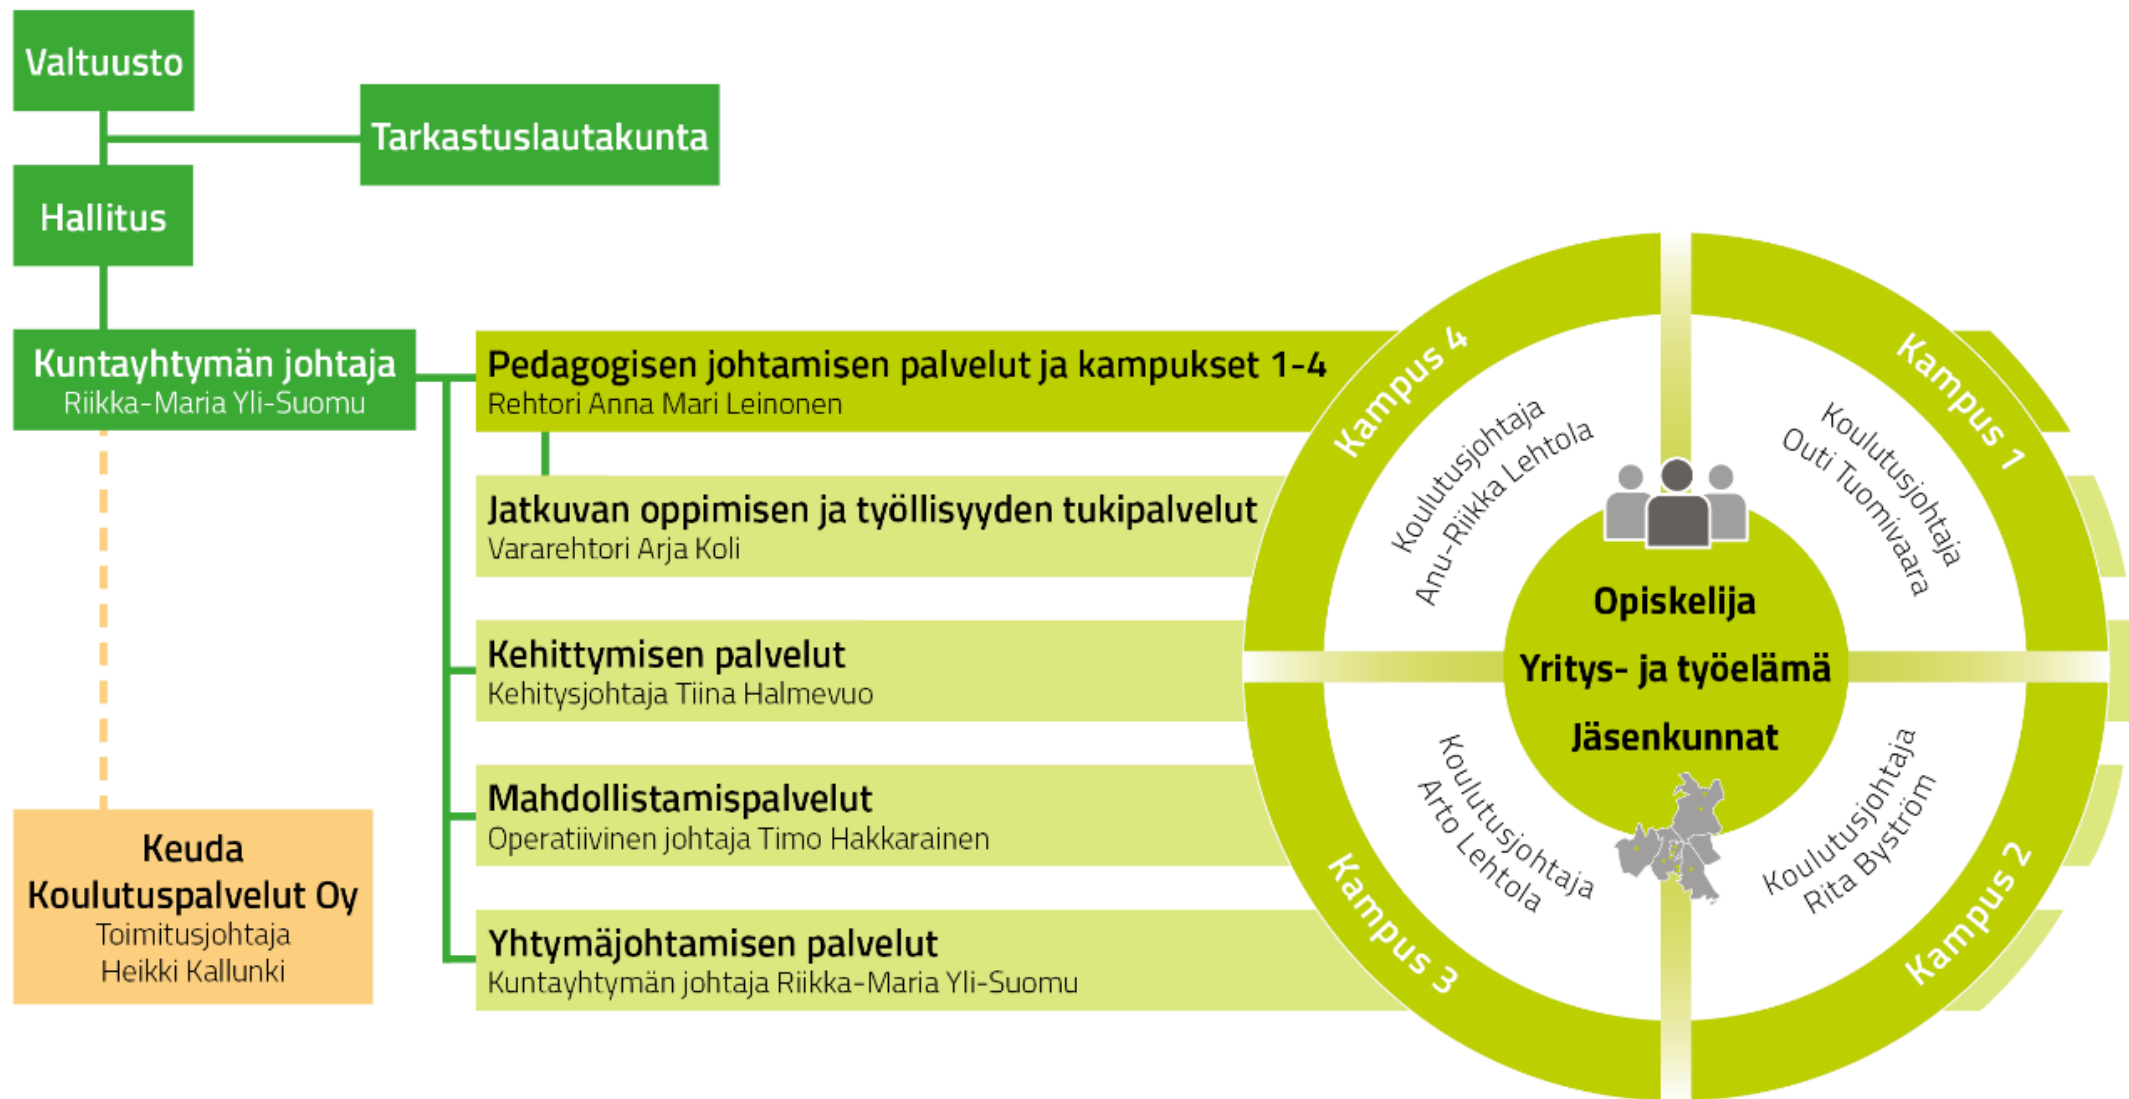 Valtuusto
Tarkastuslautakunta
Hallitus
Kuntayhtymän johtaja
Riikka-Maria Yli-Suomu
Pedagogisen johtamisen palvelut ja kampukset 1-4
Rehtori Anna Mari Leinonen
Jatkuvan oppimisen ja työllisyyden tukipalvelut
Vararehtori Arja Koli
Kehittymisen palvelut
Kehitysjohtaja Tiina Halmevuo
Mahdollistamispalvelut
Operatiivinen johtaja Timo Hakkarainen
Yhtymäjohtamisen palvelut
Kuntayhtymän johtaja Riikka-Maria Yli-Suomu
Keuda
Koulutuspalvelut Oy
Toimitusjohtaja
Heikki Kallunki
Kampus 4
Koulutusjohtaja
Anu-Riikka Lehtola
Kampus 1
Koulutusjohtaja
Outi Tuomivaara
Opiskelija
Yritys- ja työelämä
Jäsenkunnat
Kampus 3
Koulutusjohtaja
Arto Lehtola
Kampus 2
Koulutusjohtaja
Rita Byström